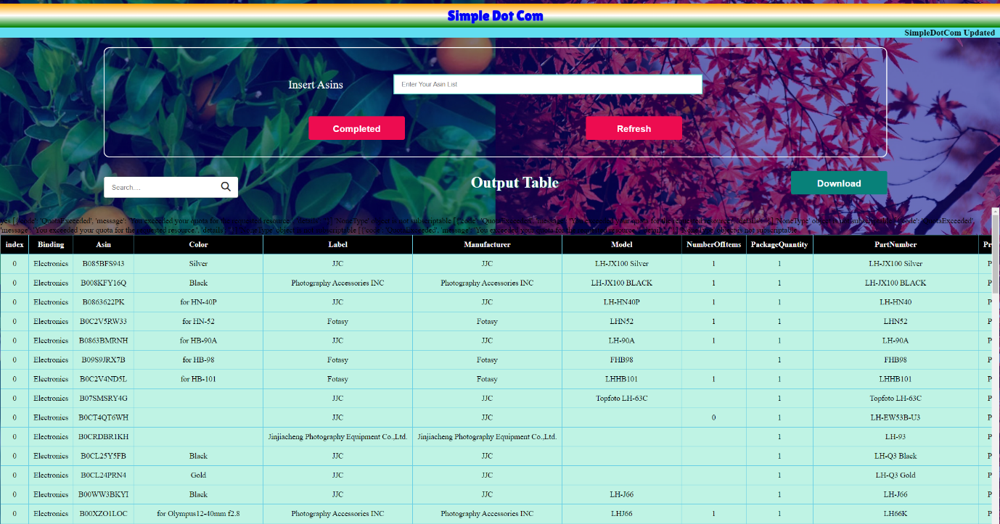 Simple Dot Com
SimpleDotCom Updated
Insert Asins Enter Your Asin List
Completed Refresh
Search.... Output Table Download
yes [{'code': 'QuotaExceeded', 'message': 'You exceeded your quota for the requested resource.', 'details': ''}] 'NoneType' object is not subscriptable [{'code': 'QuotaExceeded', 'message': 'You exceeded your quota for the requested resource.', 'details': ''}] 'NoneType' object is not subscriptable [{'code': 'QuotaExceeded',
'message': 'You exceeded your quota for the requested resource.', 'details': ''}] 'NoneType' object is not subscriptable [{'code': 'QuotaExceeded', 'message': 'You exceeded your quota for the requested resource.', 'details': ''}] 'NoneType' object is not subscriptable
index Binding Asin Color Label Manufacturer Model NumberOfItems PackageQuantity PartNumber Pr
0 Electronics B085BFS943 Silver JJC JJC LH-JX100 Silver 1 1 LH-JX100 Silver P
0 Electronics B008KFY16Q Black Photography Accessories INC Photography Accessories INC LH-JX100 BLACK 1 1 LH-JX100 BLACK P
0 Electronics B0863622PK for HN-40P JJC JJC LH-HN40P 1 1 LH-HN40 P
0 Electronics B0C2V5RW33 for HN-52 Fotasy Fotasy LHN52 1 1 LHN52 P
0 Electronics B0863BMRNH for HB-90A JJC JJC LH-90A 1 1 LH-90A P
0 Electronics B09S9JRX7B for HB-98 Fotasy Fotasy FHB98 1 FHB98 P
0 Electronics B0C2V4ND5L for HB-101 Fotasy Fotasy LHHB101 1 1 LHHB101 P
0 Electronics B07SMSRY4G JJC JJC Topfoto LH-63C 1 Topfoto LH-63C P
0 Electronics B0CT4QT6WH JJC JJC 0 1 LH-EW53B-U3 P
0 Electronics B0CRDBR1KH Jinjiacheng Photography Equipment Co.,Ltd. Jinjiacheng Photography Equipment Co.,Ltd. 1 LH-93 P
0 Electronics B0CL25Y5FB Black JJC JJC 1 LH-Q3 Black P
0 Electronics B0CL24PRN4 Gold JJC JJC 1 LH-Q3 Gold P
0 Electronics B00WW3BKYI Black JJC JJC LH-J66 1 LH-J66 P
0 Electronics B00XZO1LOC for Olympus12-40mm f2.8 Photography Accessories INC Photography Accessories INC LHJ66 1 1 LH66K P